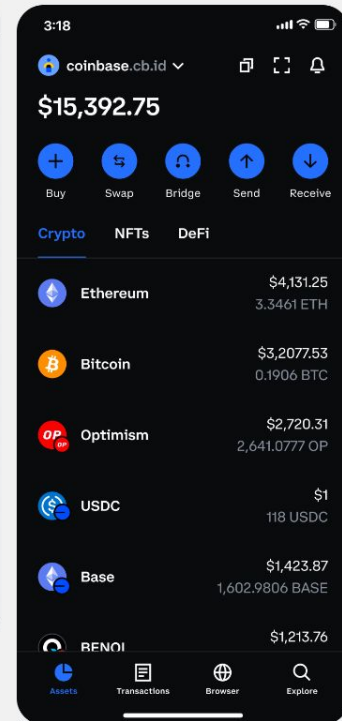 3:18
coinbase.cb.id
$15,392.75
Buy Swap Bridge Send Receive
Crypto NFTs DeFi
Ethereum $4,131.25
3.3461 ETH
Bitcoin $3,2077.53
0.1906 BTC
OP OP Optimism $2,720.31
2,641.0777 OP
USDC $1
118 USDC
Base $1,423.87
1,602.9806 BASE
BENQI $1,213.76
Assets Transactions Browser Explore